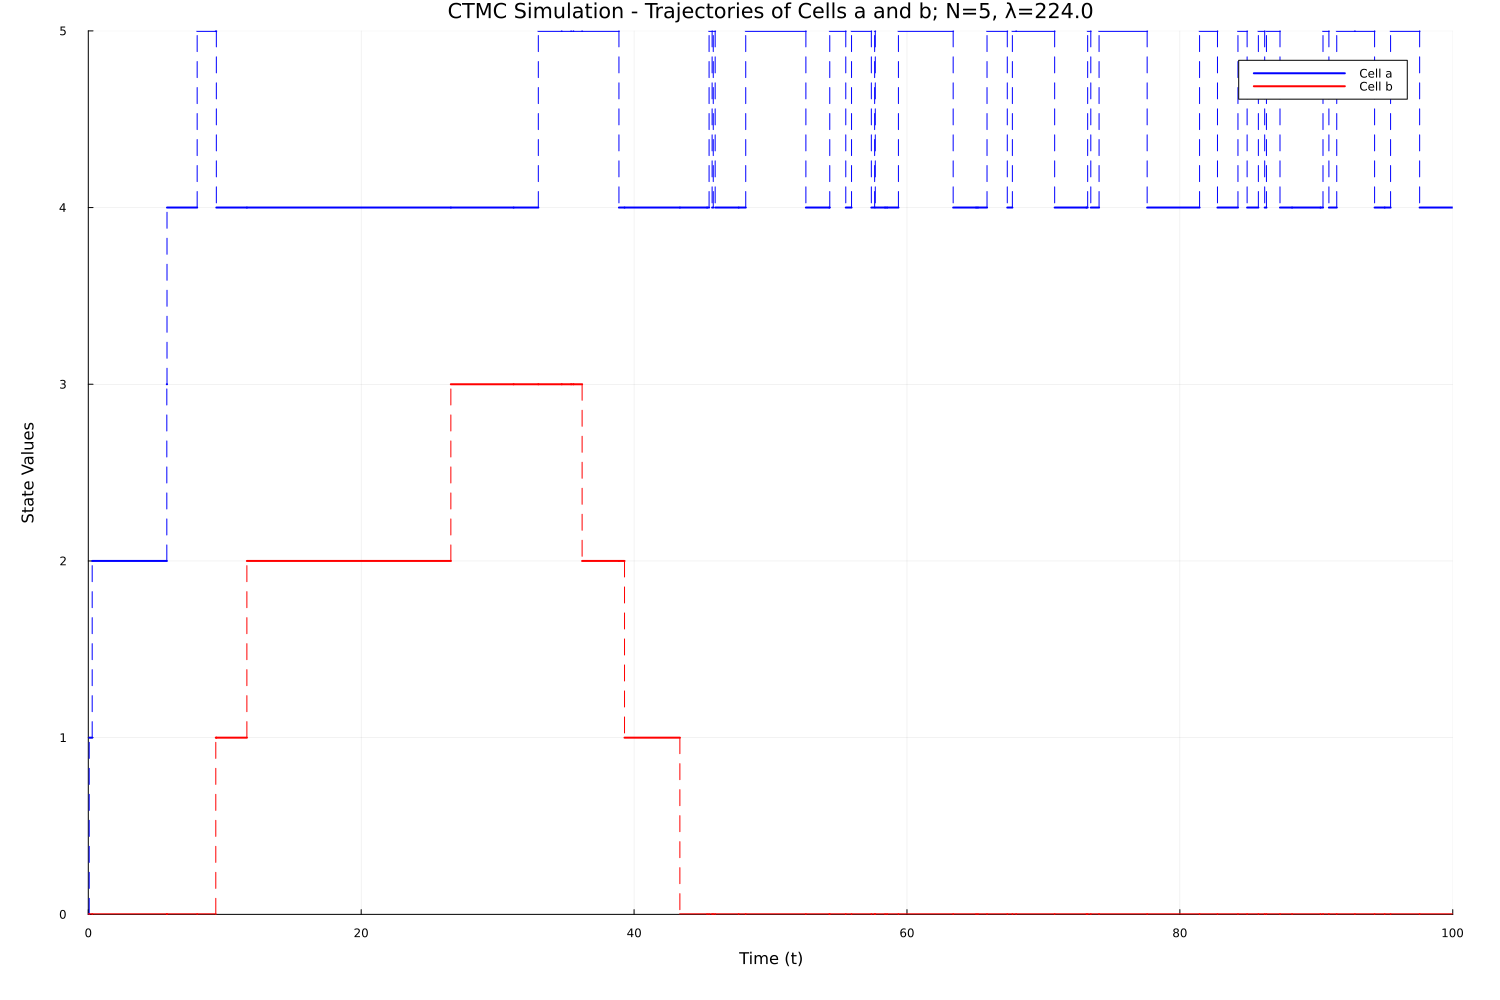 CTMC Simulation - Trajectories of Cells a and b; N=5, λ=224.0
5
Cell a
Cell b
4
3
State Values
2
1
0
0 20 40 60 80 100
Time (t)